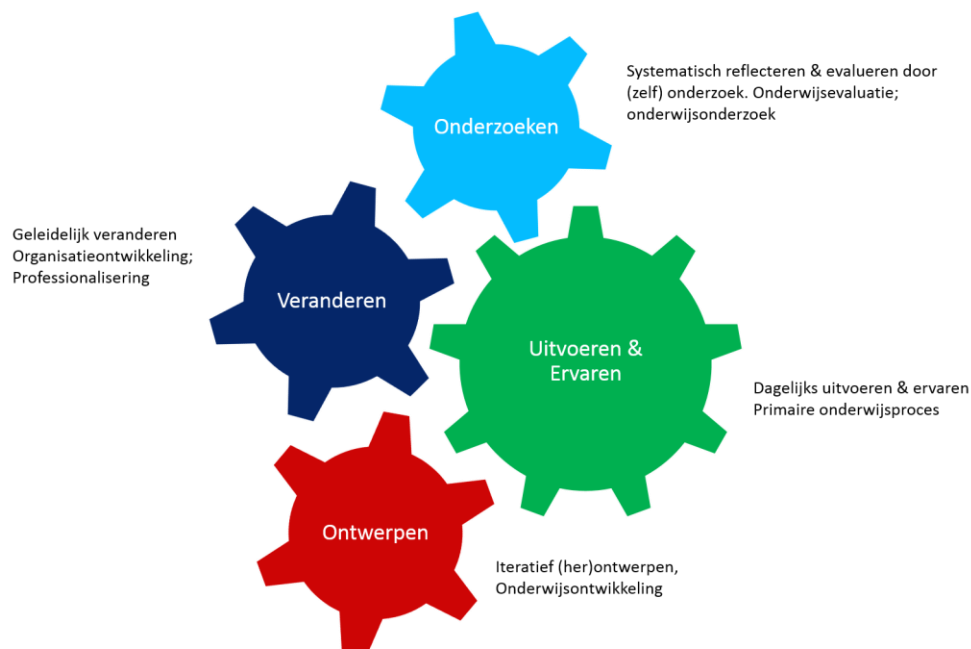 Onderzoeken
Systematisch reflecteren & evalueren door
(zelf) onderzoek. Onderwijsevaluatie;
onderwijsonderzoek
Geleidelijk veranderen
Organisatieontwikkeling;
Professionalisering
Veranderen
Uitvoeren &
Ervaren
Dagelijks uitvoeren & ervaren
Primaire onderwijsproces
Ontwerpen
Iteratief (her)ontwerpen,
Onderwijsontwikkeling